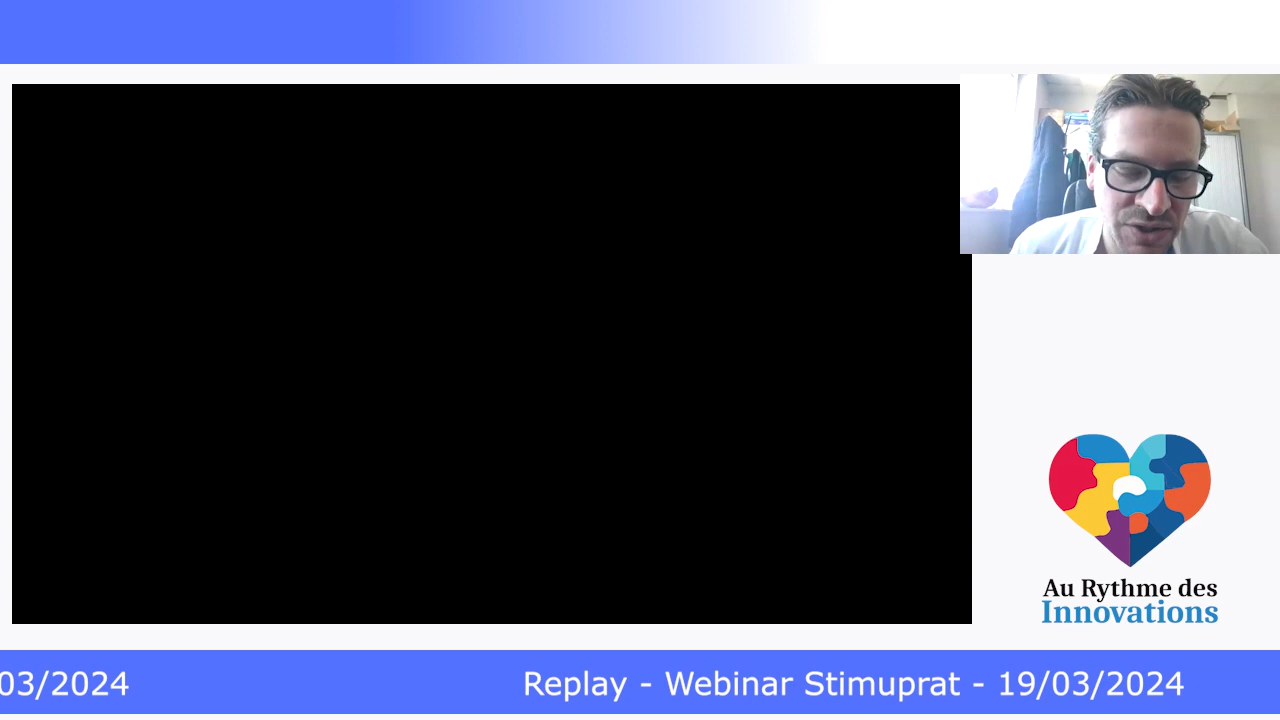 Au Rythme des
Innovations
03/2024 Replay - Webinar Stimuprat - 19/03/2024